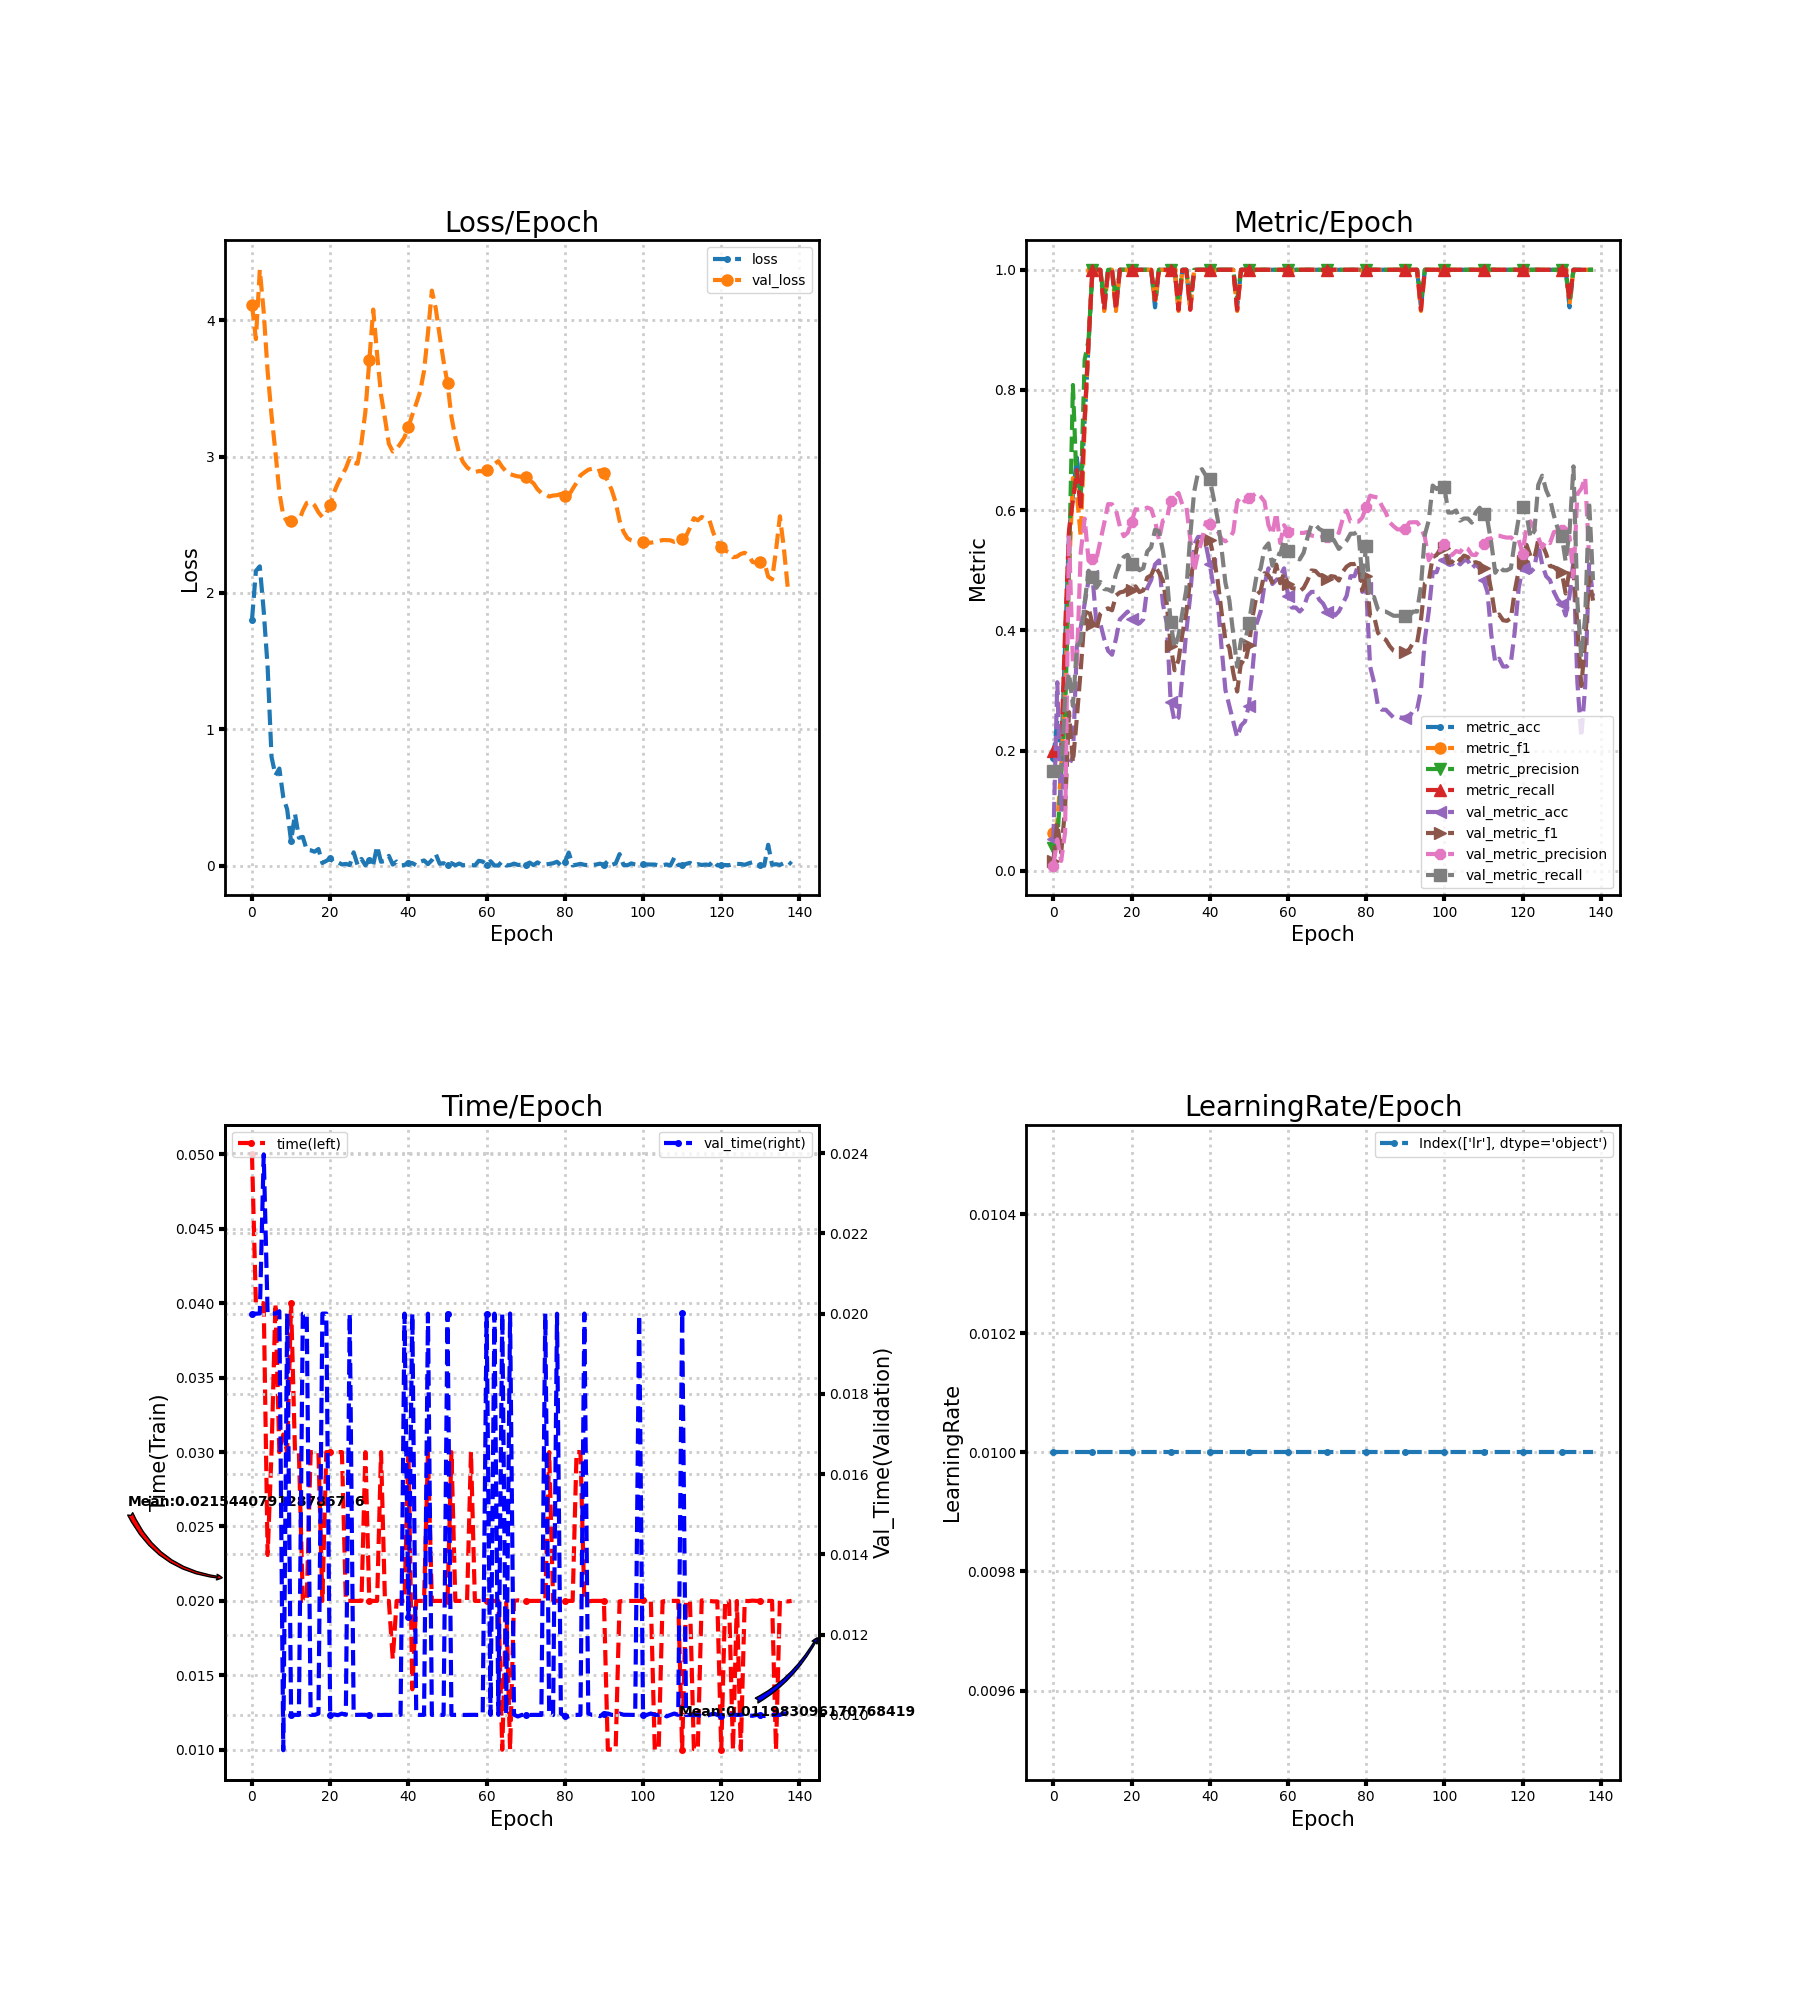 Loss/Epoch
loss
val_loss
4
3
2
1
0
Loss
0 20 40 60 80 100 120 140
Epoch
Metric/Epoch
1.0
0.8
0.6
0.4
0.2
0.0
Metric
metric_acc
metric_f1
metric_precision
metric_recall
val_metric_acc
val_metric_f1
val_metric_precision
val_metric_recall
0 20 40 60 80 100 120 140
Epoch
Time/Epoch
time(left)
val_time(right)
0.050
0.045
0.040
0.035
0.030
0.025
0.020
0.015
0.010
Time(Train)
0.024
0.022
0.020
0.018
0.016
0.014
0.012
0.010
Val_Time(Validation)
Mean:0.011983096170768419
0 20 40 60 80 100 120 140
Epoch
LearningRate/Epoch
Index(['lr'], dtype='object')
0.0104
0.0102
0.0100
0.0098
0.0096
LearningRate
0 20 40 60 80 100 120 140
Epoch